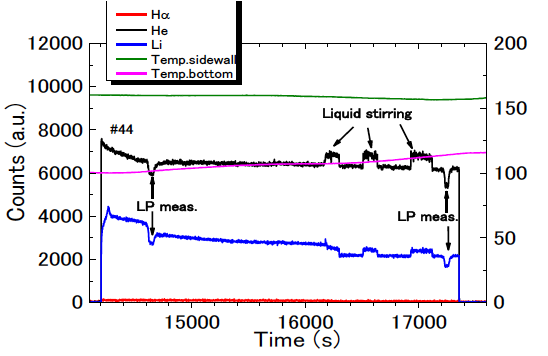 Hα
He
Li
Temp.sidewall
Temp.bottom
12000
10000
8000
6000
4000
2000
0
200
150
100
50
0
Counts (a.u.)
#44
Liquid stirring
LP meas.
LP meas.
15000
16000
17000
Time (s)